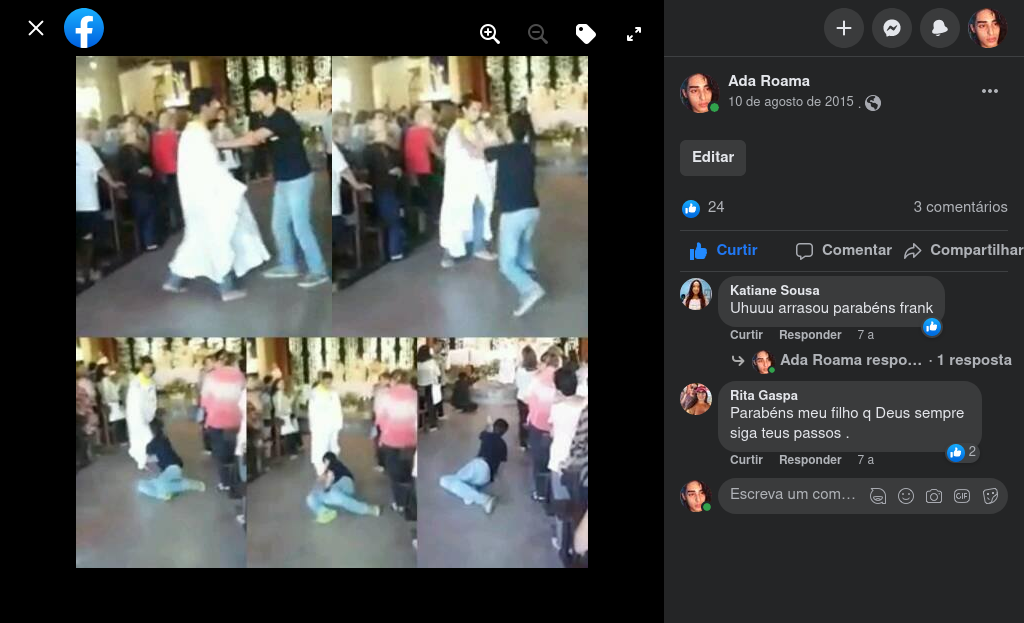 Ada Roama
10 de agosto de 2015 .
Editar
24
3 comentários
Curtir
Comentar
Compartilhar
Katiane Sousa
Uhuuu arrasou parabéns frank
Curtir Responder 7 a
Ada Roama respo... · 1 resposta
Rita Gaspa
Parabéns meu filho q Deus sempre
siga teus passos .
2
Curtir Responder 7 a
Escreva um com...
GIF